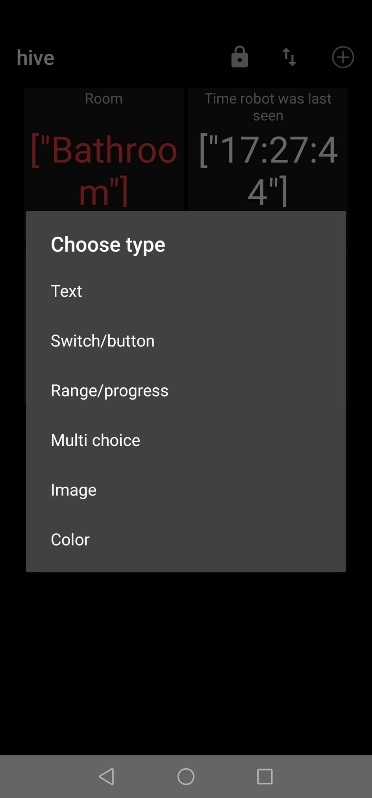 hive
Room
Time robot was last
seen
["Bathroo
m"]
["17:27:4
4"]
Choose type
Text
Switch/button
Range/progress
Multi choice
Image
Color